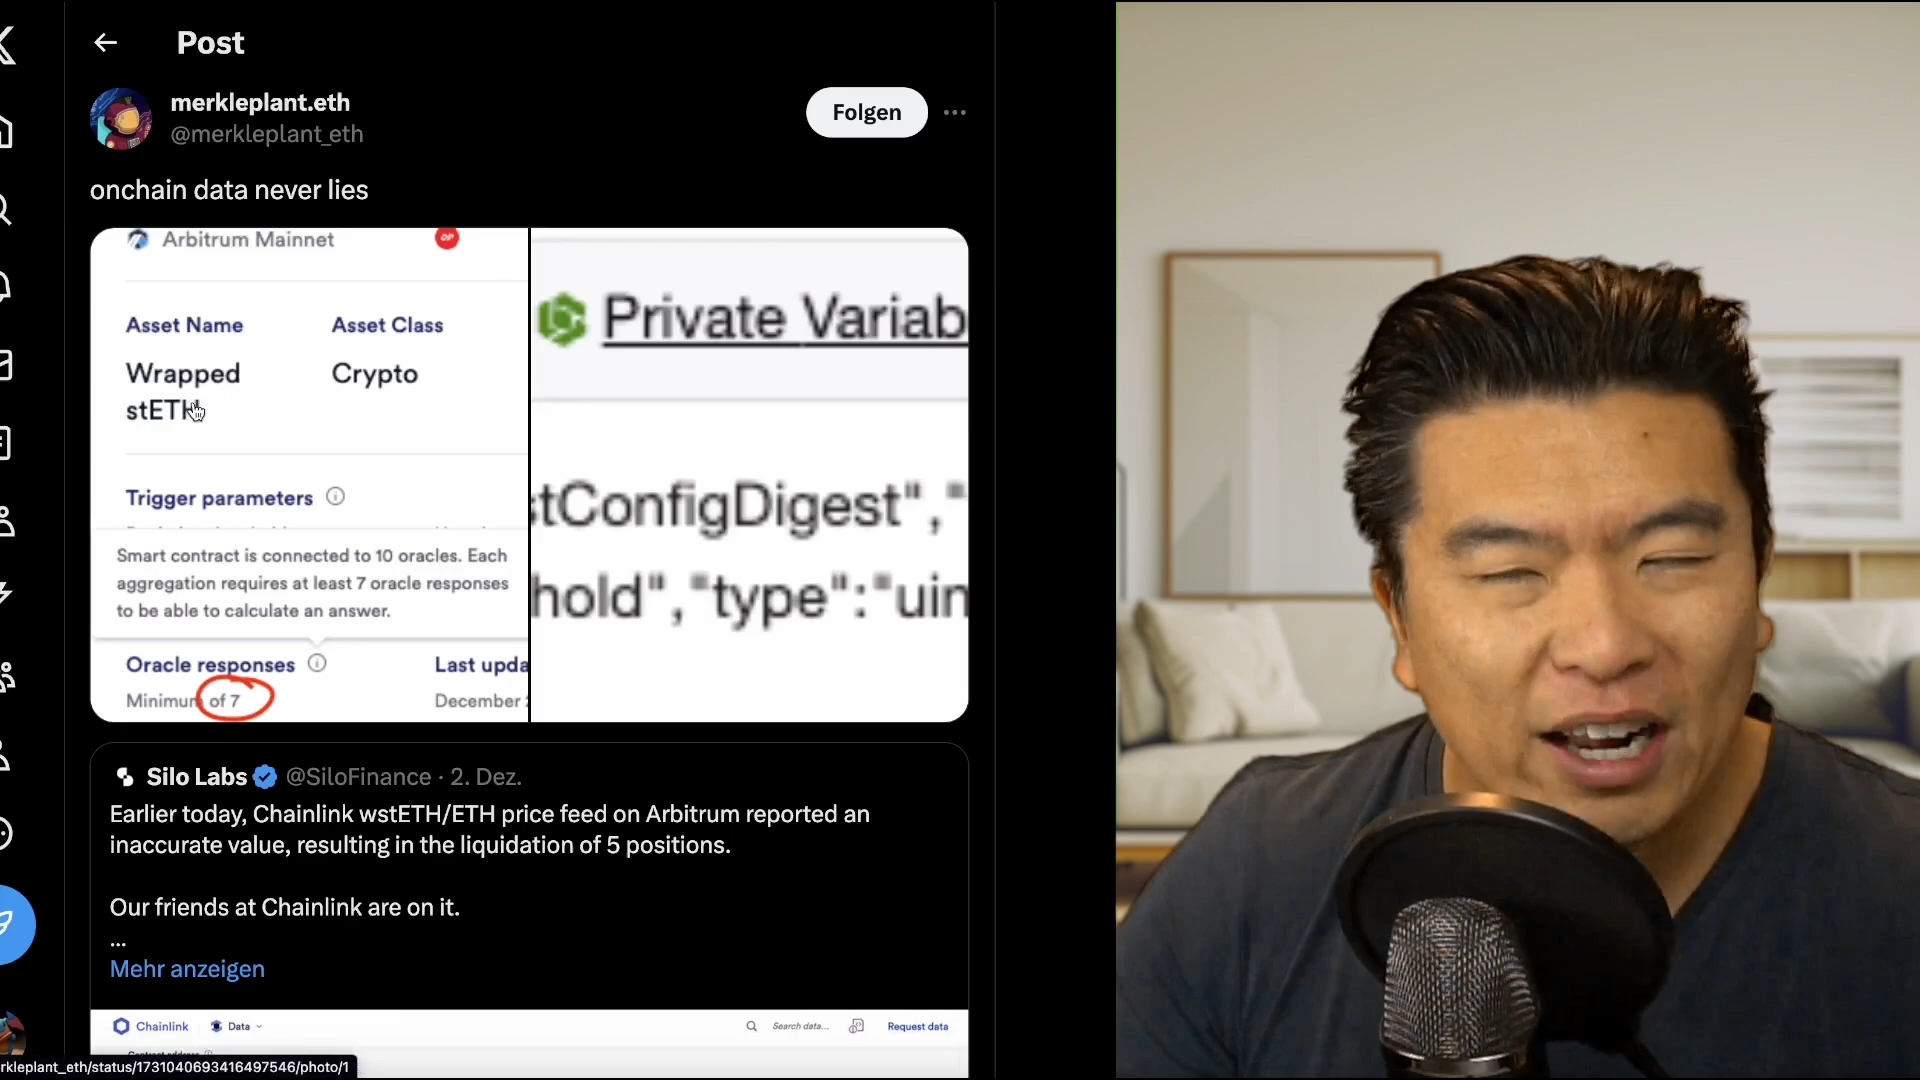 Post
merkleplant.eth
@merkleplant_eth
Folgen
onchain data never lies
Arbitrum Mainnet
OP
Asset Name
Asset Class
Wrapped
stETH
Crypto
Trigger parameters
Smart contract is connected to 10 oracles. Each
aggregation requires at least 7 oracle responses
to be able to calculate an answer.
Oracle responses
Last upda
Minimum of 7
December
Private Variab
stConfigDigest","
hold","type":"uin
Silo Labs @SiloFinance · 2. Dez.
Earlier today, Chainlink wstETH/ETH price feed on Arbitrum reported an
inaccurate value, resulting in the liquidation of 5 positions.
Our friends at Chainlink are on it.
...
Mehr anzeigen
Chainlink
Data
Search data...
Request data
Contract address
rkleplant_eth/status/1731040693416497546/photo/1